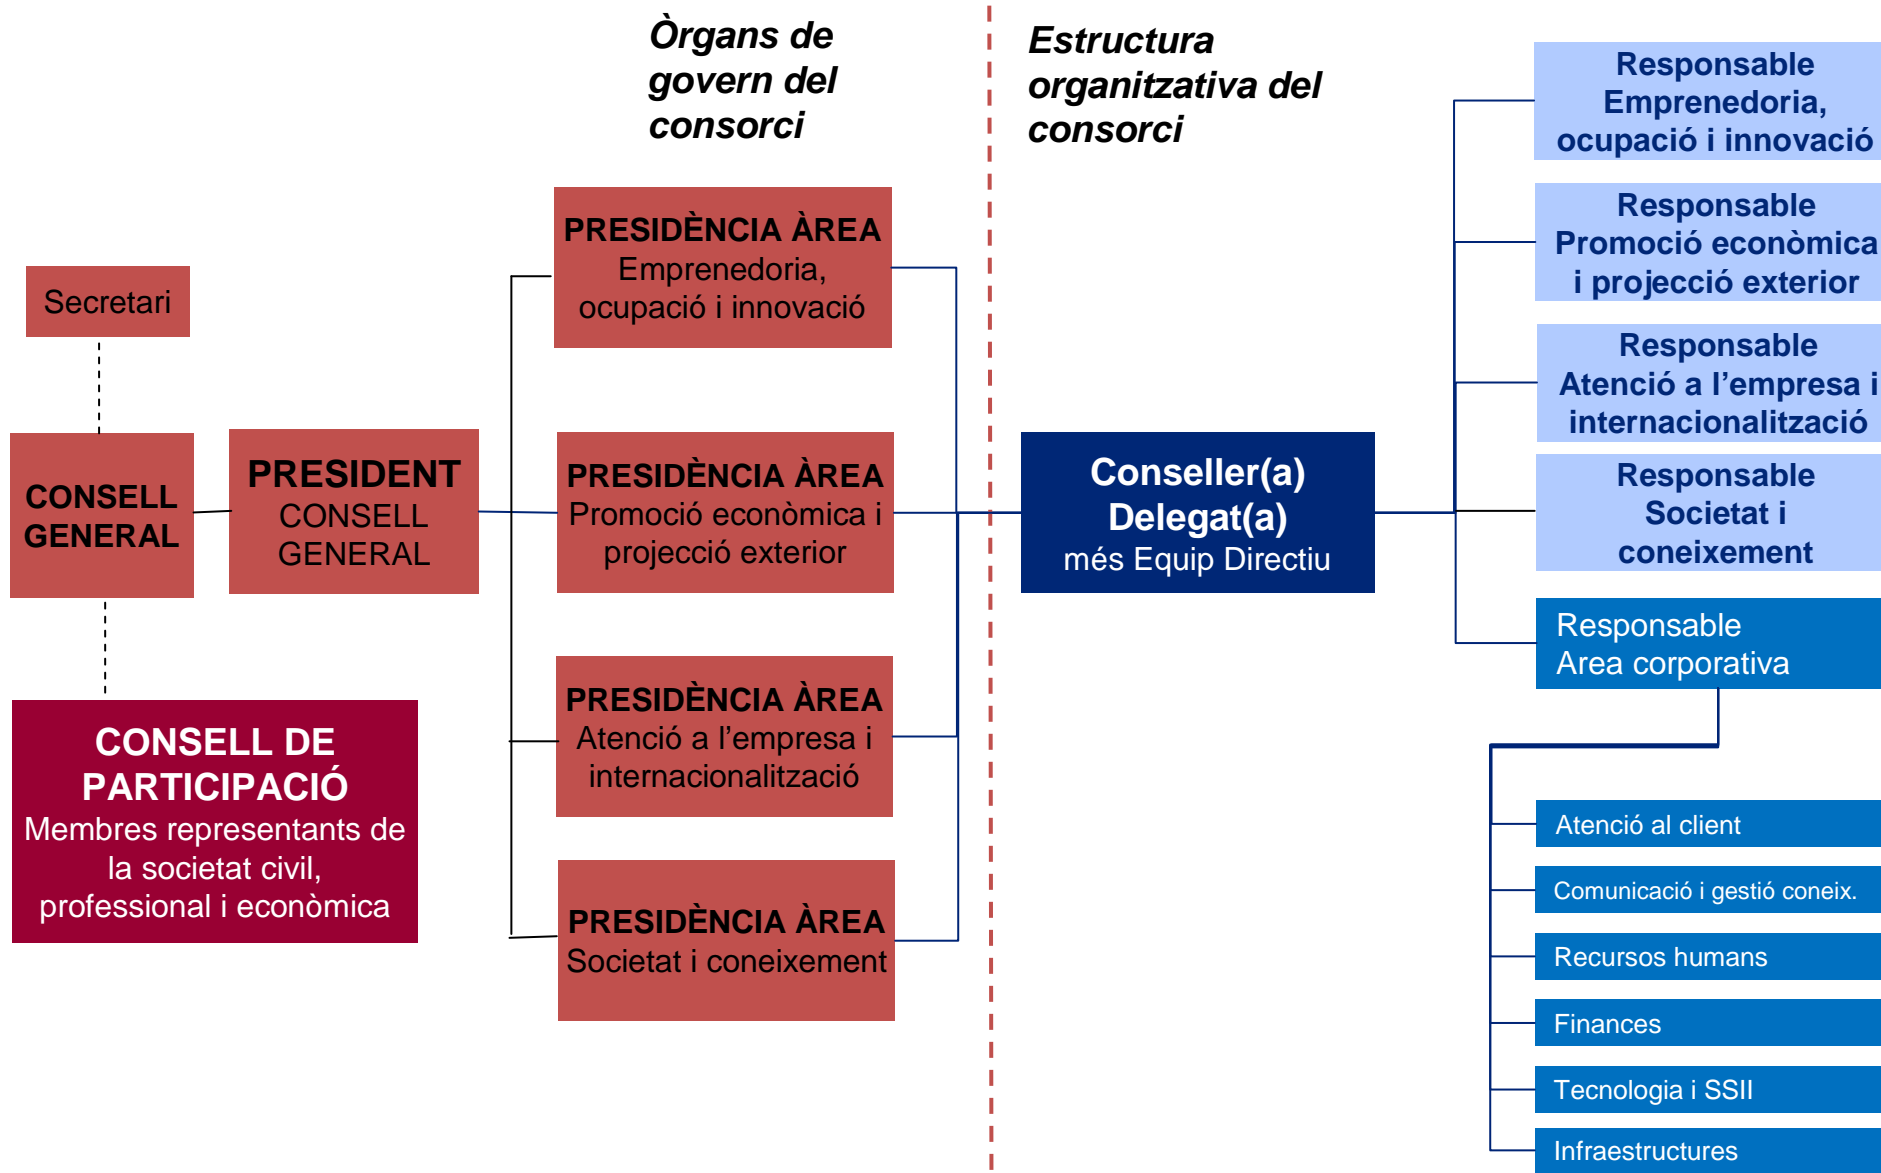 Òrgans de
govern del
consorci
Estructura
organitzativa del
consorci
Secretari
CONSELL
GENERAL
PRESIDENT
CONSELL
GENERAL
CONSELL DE
PARTICIPACIÓ
Membres representants de
la societat civil,
professional i econòmica
PRESIDÈNCIA ÀREA
Emprenedoria,
ocupació i innovació
PRESIDÈNCIA ÀREA
Promoció econòmica i
projecció exterior
PRESIDÈNCIA ÀREA
Atenció a l’empresa i
internacionalització
PRESIDÈNCIA ÀREA
Societat i coneixement
Conseller(a)
Delegat(a)
més Equip Directiu
Responsable
Emprenedoria,
ocupació i innovació
Responsable
Promoció econòmica
i projecció exterior
Responsable
Atenció a l’empresa i
internacionalització
Responsable
Societat i
coneixement
Responsable
Area corporativa
Atenció al client
Comunicació i gestió coneix.
Recursos humans
Finances
Tecnologia i SSII
Infraestructures